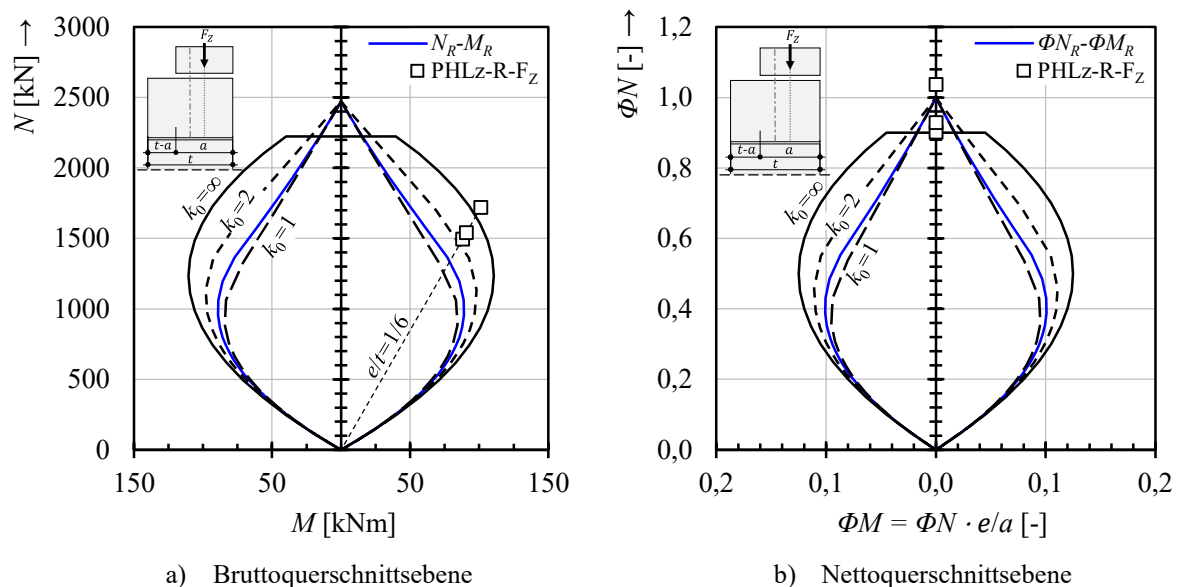 N [kN] →
3000
2500
2000
1500
1000
500
0
150
50
50
150
M [kNm]
F_Z
t-a
a
t
N_R-M_R
PHLz-R-F_Z
k_0=∞
k_0=2
k_0=1
e/t=1/6
a) Bruttoquerschnittsebene
ΦN [-] →
1,2
1,0
0,8
0,6
0,4
0,2
0,0
0,2
0,1
0,0
0,1
0,2
ΦM = ΦN · e/a [-]
F_Z
t-a
a
t
ΦN_R-ΦM_R
PHLz-R-F_Z
k_0=∞
k_0=2
k_0=1
b) Nettoquerschnittsebene